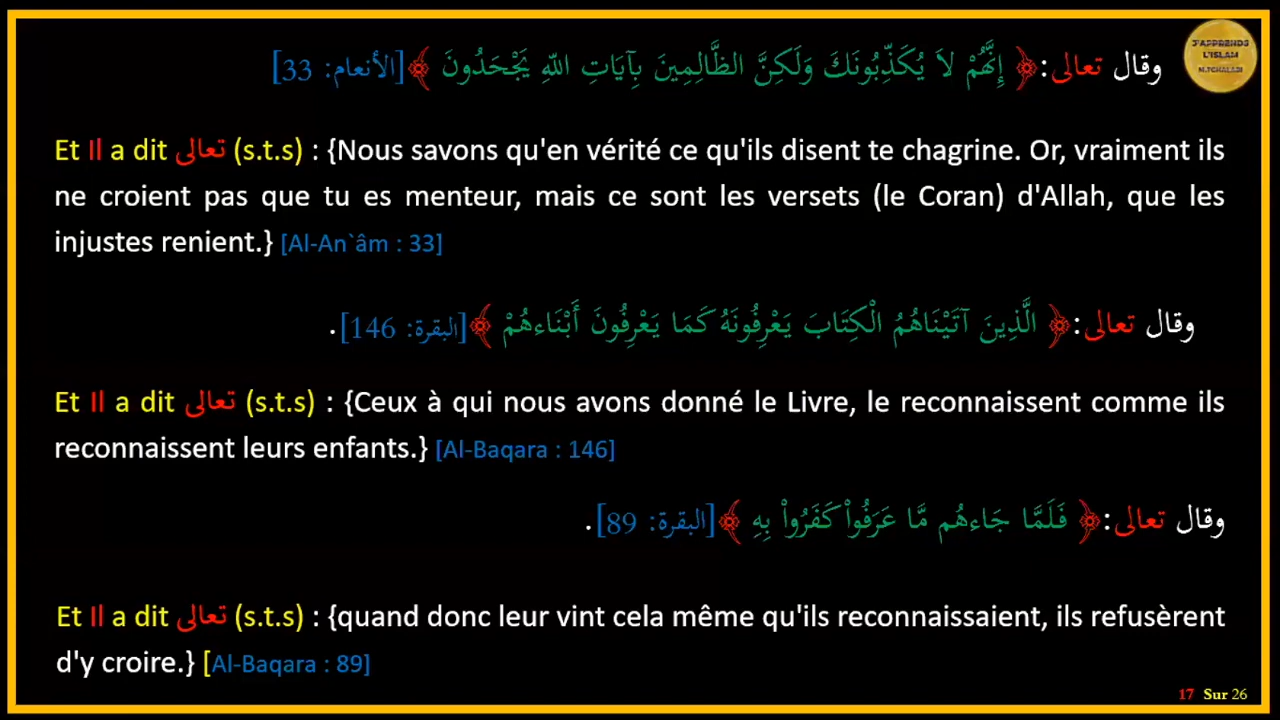 وقال تعالى: ﴿ إِنَّهُمْ لاَ يُكَذِّبُونَكَ وَلَكِنَّ الظَّالِمِينَ بِآيَاتِ اللّهِ يَجْحَدُونَ ﴾ [الأنعام: 33]
J'APPRENDS
L'ISLAM
M.TCHALABI
Et Il a dit تعالى (s.t.s) : {Nous savons qu'en vérité ce qu'ils disent te chagrine. Or, vraiment ils
ne croient pas que tu es menteur, mais ce sont les versets (le Coran) d'Allah, que les
injustes renient.} [Al-An`âm : 33]
وقال تعالى: ﴿ الَّذِينَ آتَيْنَاهُمُ الْكِتَابَ يَعْرِفُونَهُ كَمَا يَعْرِفُونَ أَبْنَاءهُمْ ﴾ [البقرة: 146] .
Et Il a dit تعالى (s.t.s) : {Ceux à qui nous avons donné le Livre, le reconnaissent comme ils
reconnaissent leurs enfants.} [Al-Baqara : 146]
وقال تعالى: ﴿ فَلَمَّا جَاءهُم مَّا عَرَفُواْ كَفَرُواْ بِهِ ﴾ [البقرة: 89] .
Et Il a dit تعالى (s.t.s) : {quand donc leur vint cela même qu'ils reconnaissaient, ils refusèrent
d'y croire.} [Al-Baqara : 89]
17 Sur 26